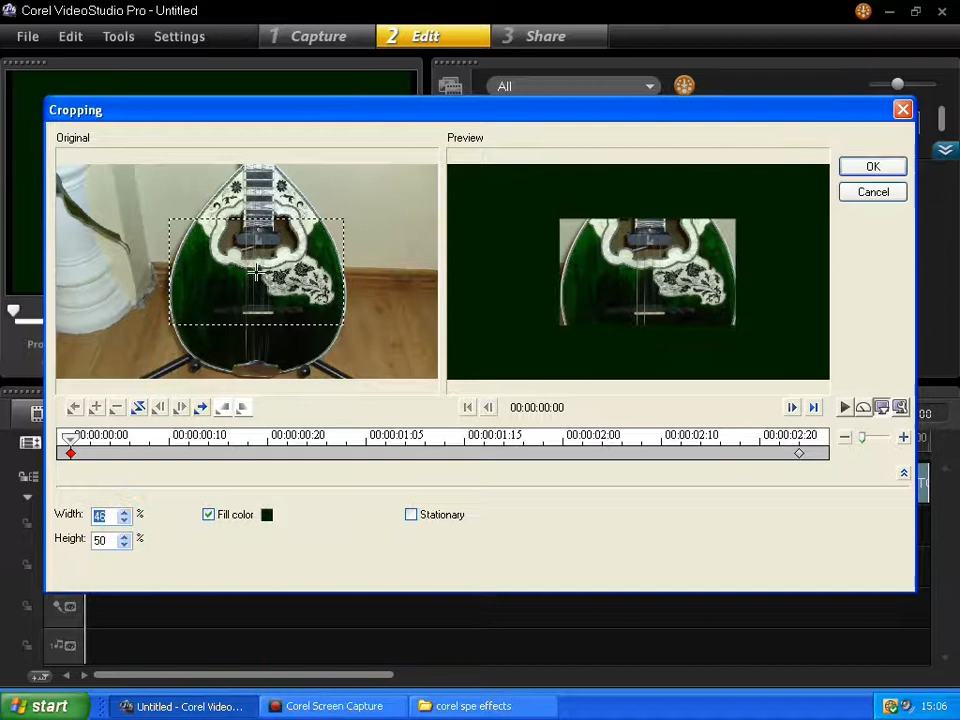 Corel VideoStudio Pro - Untitled
File Edit Tools Settings 1 Capture 2 Edit 3 Share
All
Cropping
Original Preview
OK
Cancel
00:00:00:00
00:00:00:00 00:00:00:10 00:00:00:20 00:00:01:05 00:00:01:15 00:00:02:00 00:00:02:10 00:00:02:20
Width: 46 % Fill color Stationary
Height: 50 %
start Untitled - Corel Video... Corel Screen Capture corel spe effects 15:06